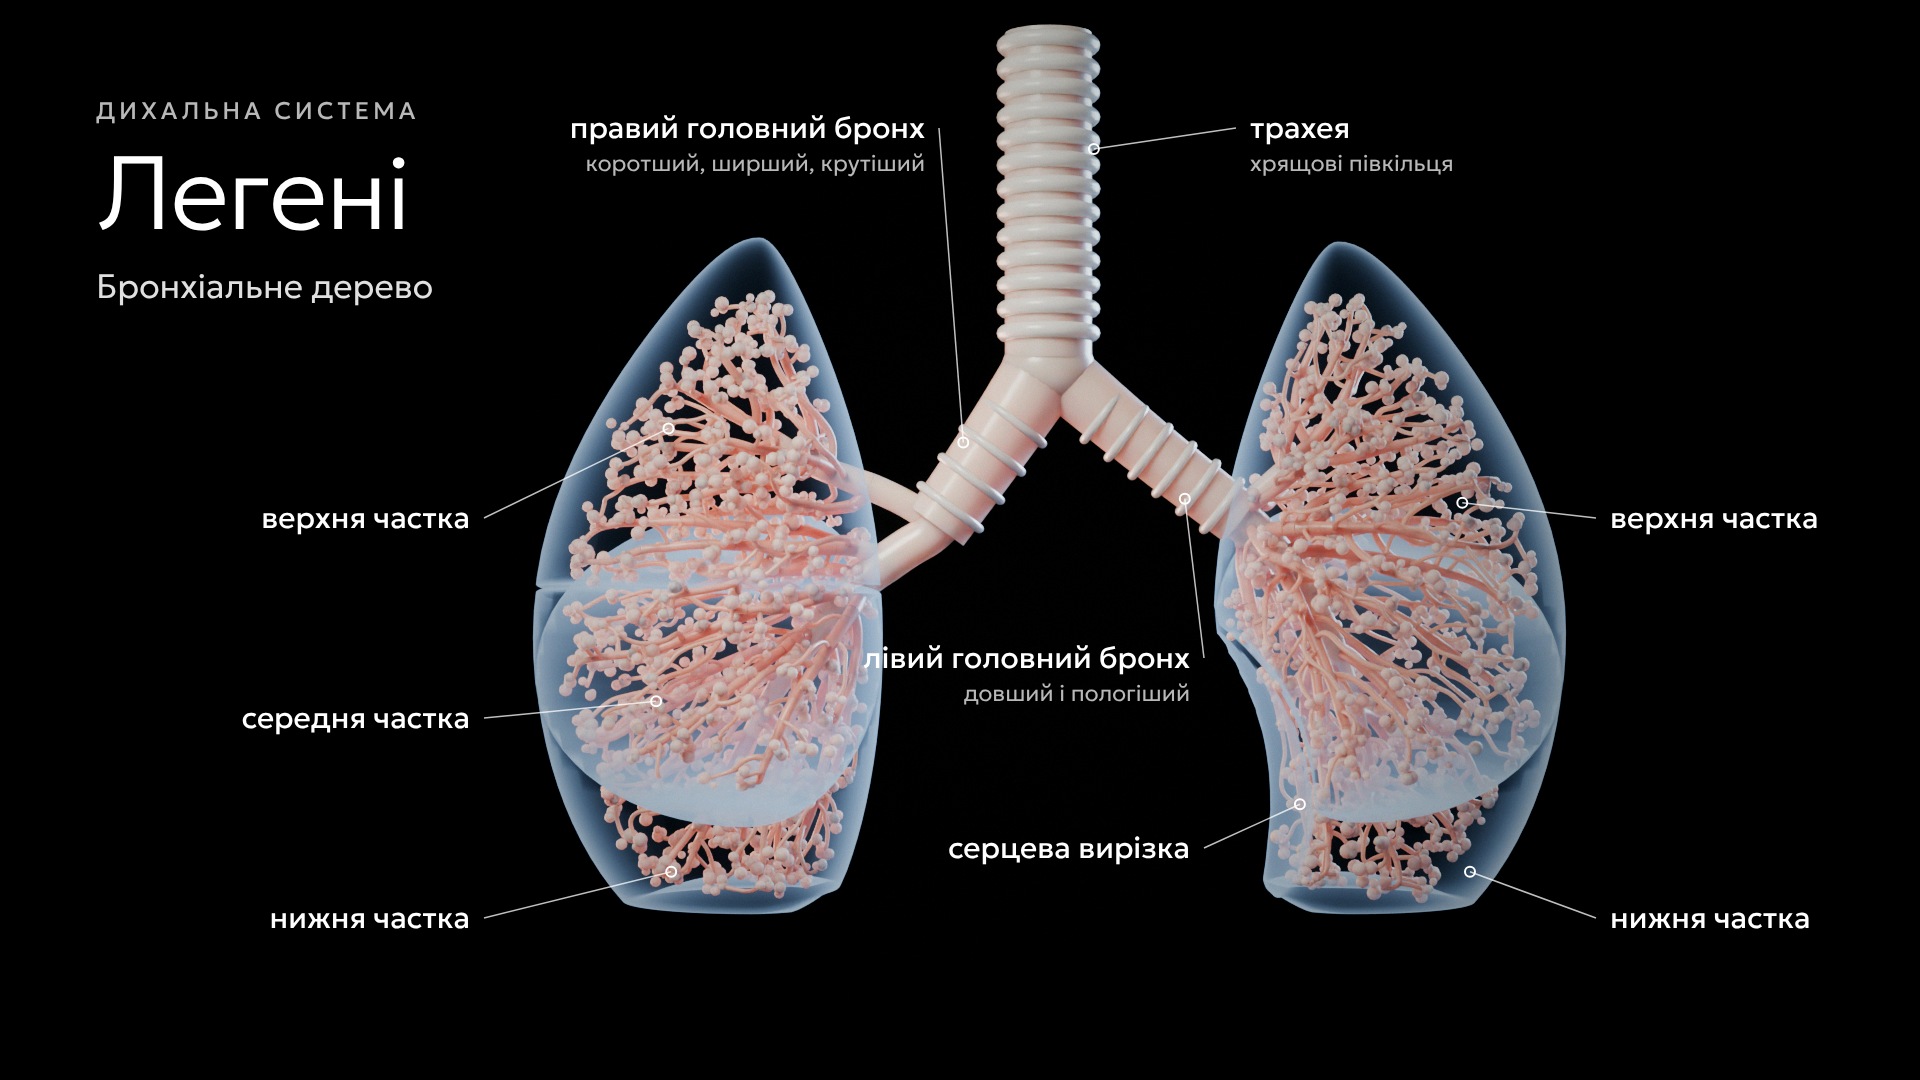 ДИХАЛЬНА СИСТЕМА
Легені
Бронхіальне дерево
правий головний бронх
коротший, ширший, крутіший
трахея
хрящові півкільця
верхня частка
верхня частка
лівий головний бронх
довший і пологіший
середня частка
серцева вирізка
нижня частка
нижня частка